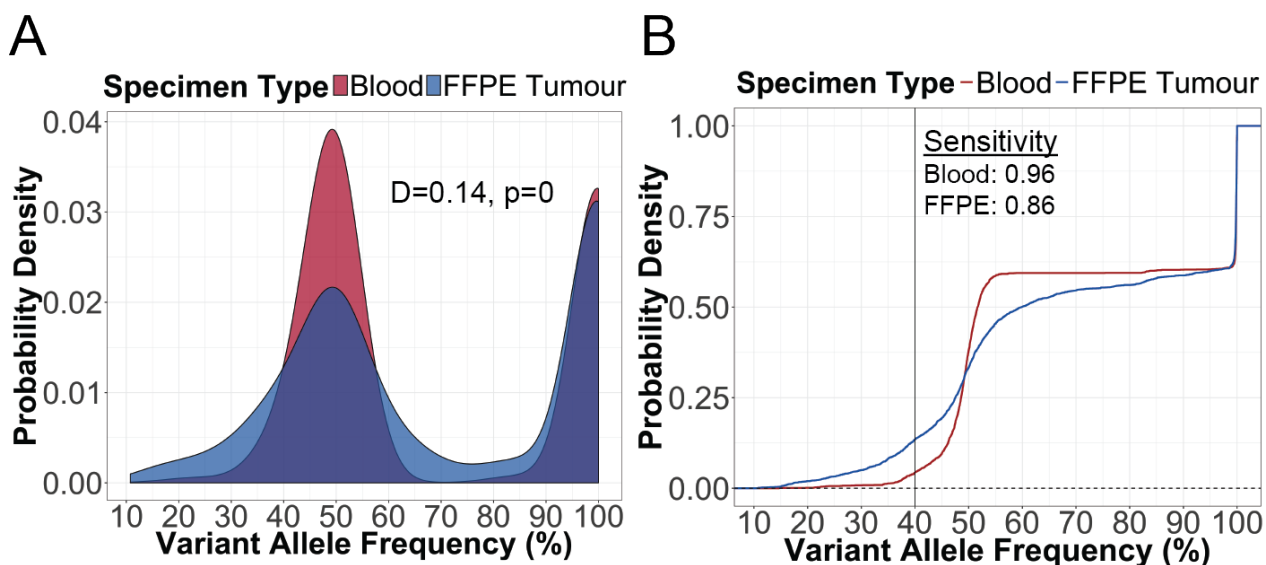 A
Specimen Type Blood FFPE Tumour
Probability Density
0.04
0.03
0.02
0.01
0.00
D=0.14, p=0
10 20 30 40 50 60 70 80 90 100
Variant Allele Frequency (%)
B
Specimen Type Blood FFPE Tumour
Probability Density
1.00
0.75
0.50
0.25
0.00
Sensitivity
Blood: 0.96
FFPE: 0.86
10 20 30 40 50 60 70 80 90 100
Variant Allele Frequency (%)